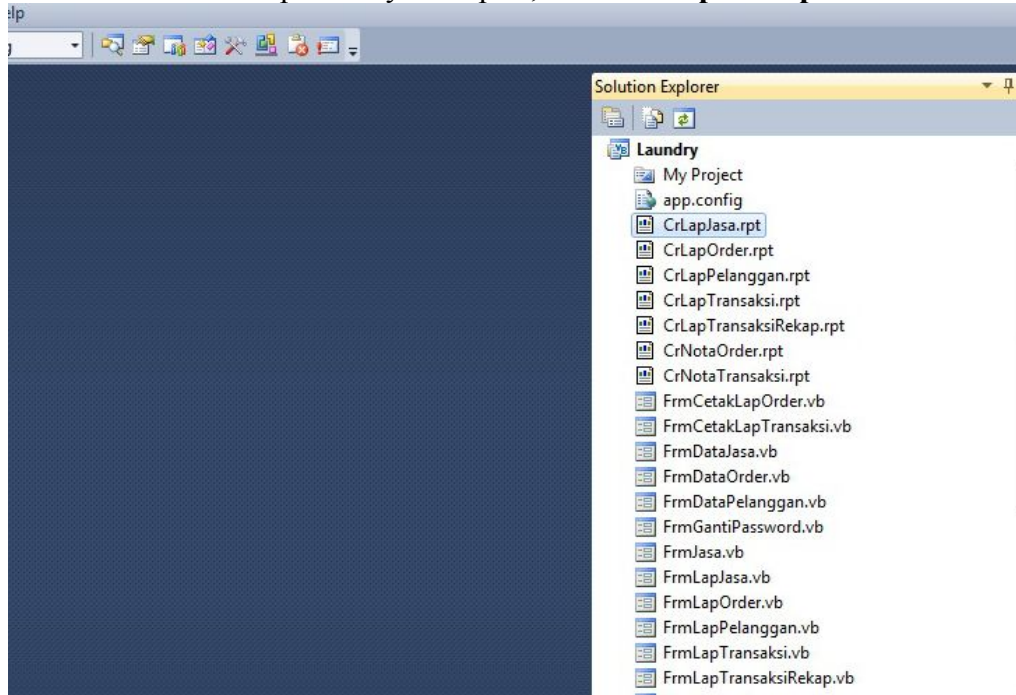 elp
Solution Explorer
Laundry
My Project
app.config
CrLapJasa.rpt
CrLapOrder.rpt
CrLapPelanggan.rpt
CrLapTransaksi.rpt
CrLapTransaksiRekap.rpt
CrNotaOrder.rpt
CrNotaTransaksi.rpt
FrmCetakLapOrder.vb
FrmCetakLapTransaksi.vb
FrmDataJasa.vb
FrmDataOrder.vb
FrmDataPelanggan.vb
FrmGantiPassword.vb
FrmJasa.vb
FrmLapJasa.vb
FrmLapOrder.vb
FrmLapPelanggan.vb
FrmLapTransaksi.vb
FrmLapTransaksiRekap.vb